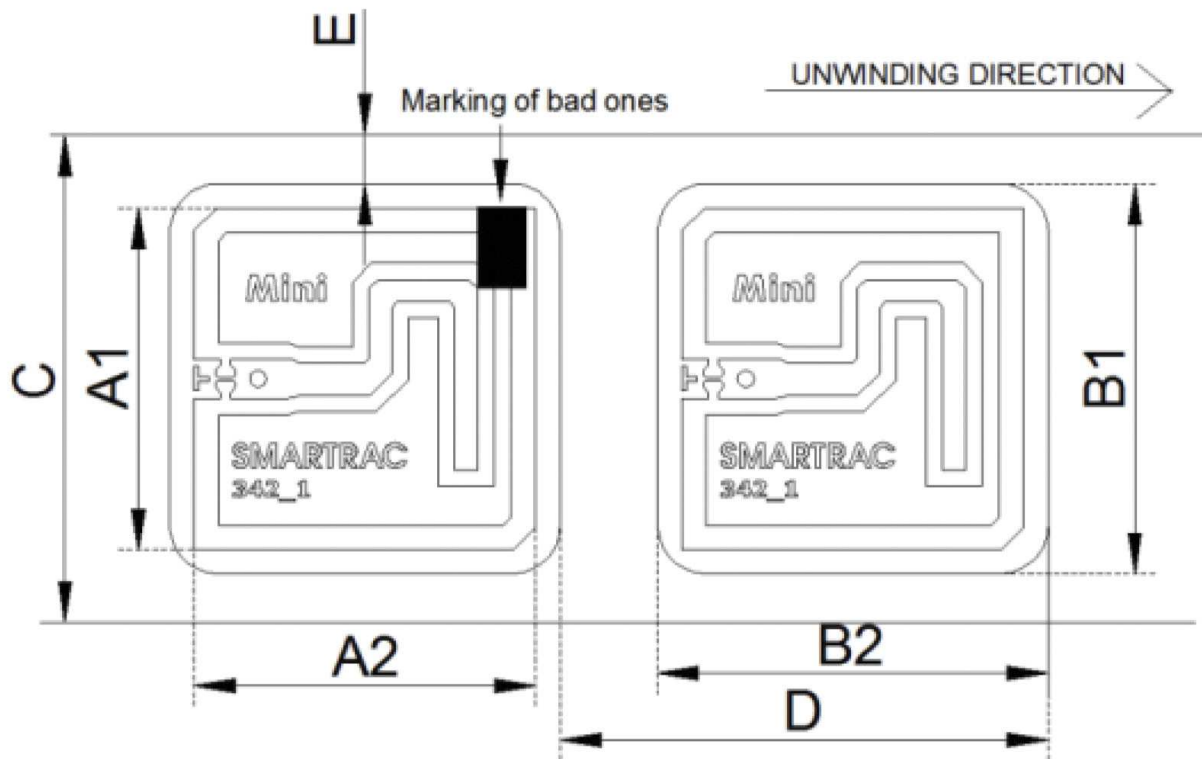 E
UNWINDING DIRECTION
Marking of bad ones
Mini
Mini
C
A1
B1
SMARTRAC
342_1
SMARTRAC
342_1
A2
B2
D